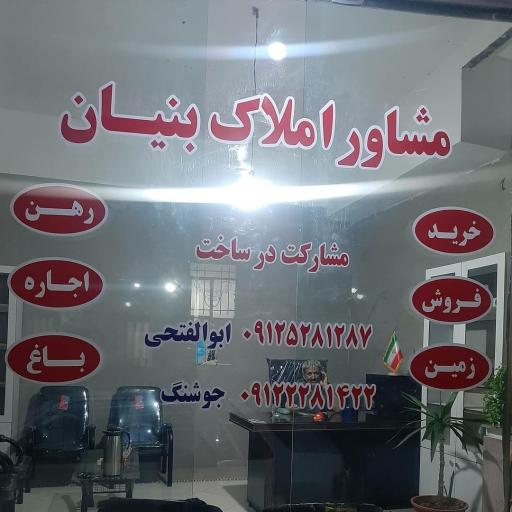 مشاور املاک بنیان
خرید
فروش
زمین
رهن
اجاره
باغ
مشارکت در ساخت
۰۹۱۲۵۲۸۱۲۸۷ ابوالفتحی
۰۹۱۲۲۲۸۱۴۲۲ جوشنگ